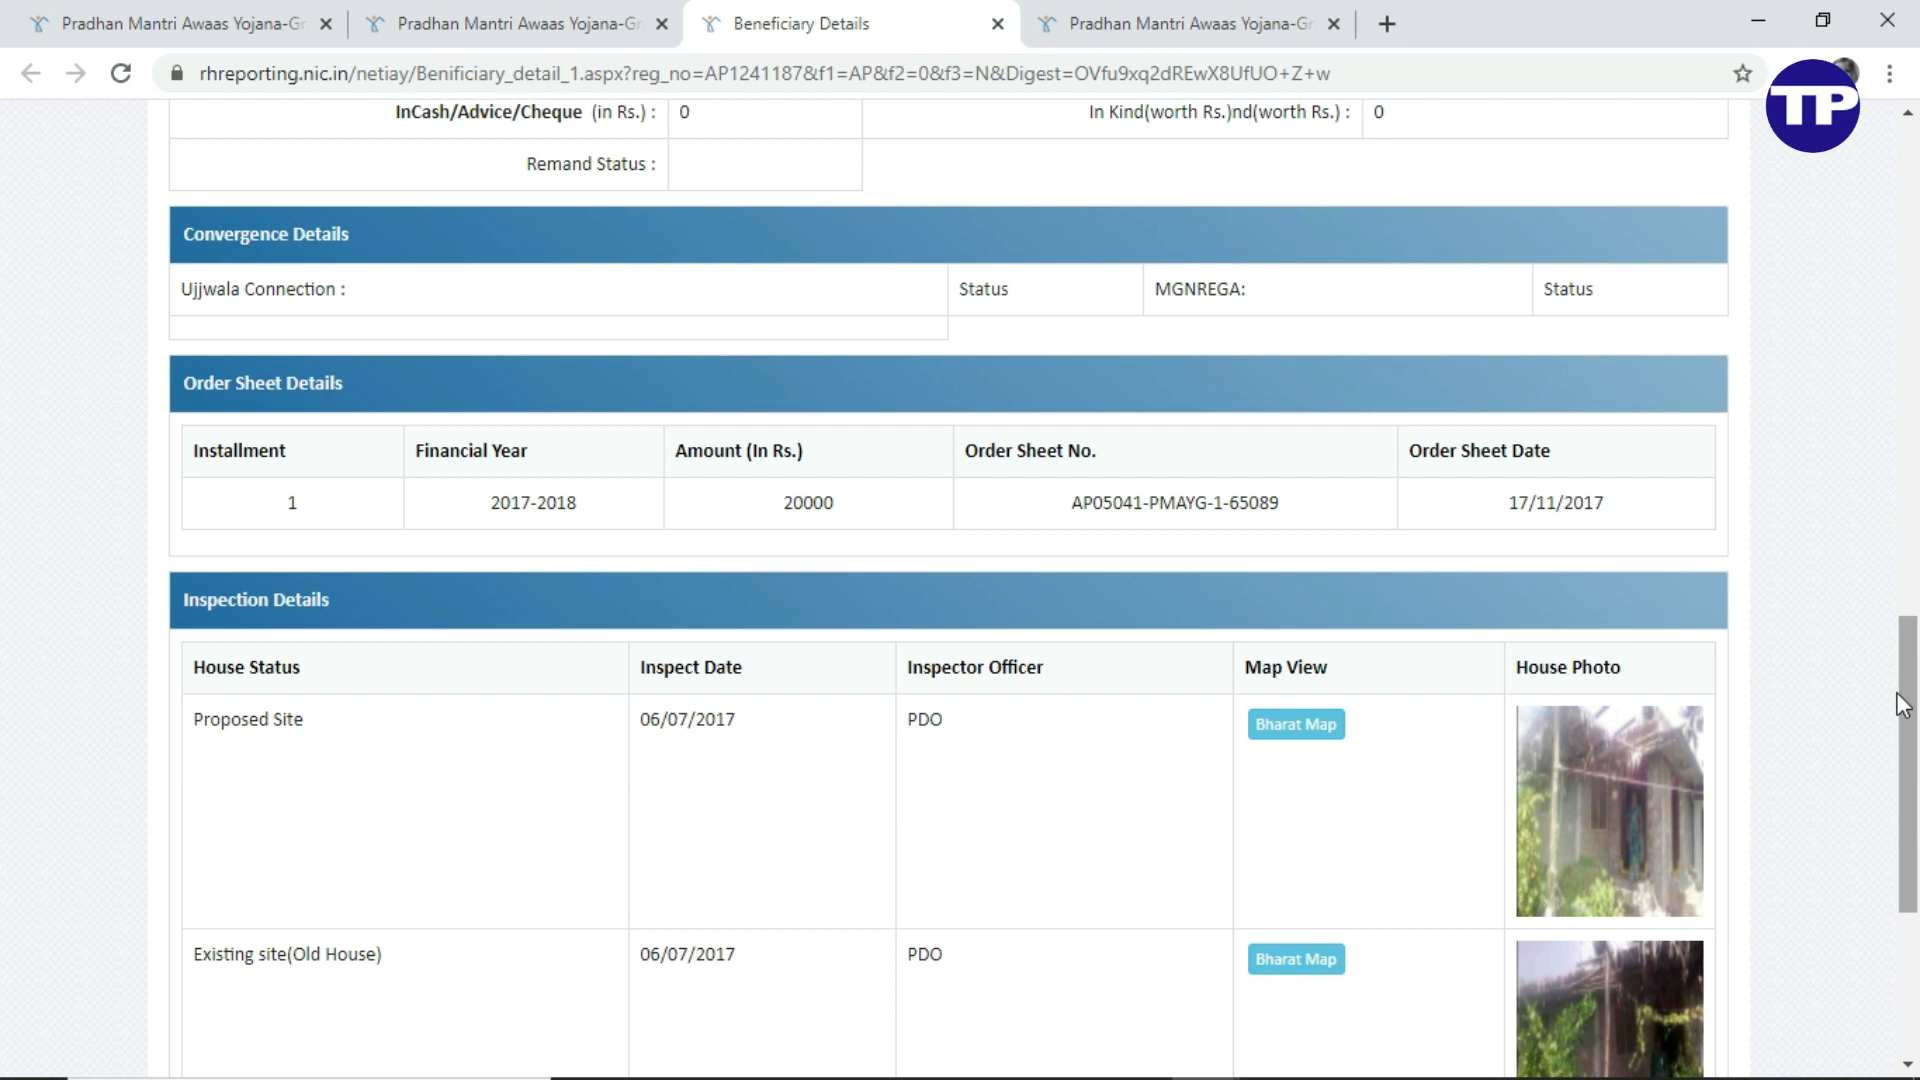 Pradhan Mantri Awaas Yojana-Gr
Pradhan Mantri Awaas Yojana-Gr
Beneficiary Details
Pradhan Mantri Awaas Yojana-Gr
rhreporting.nic.in/netiay/Benificiary_detail_1.aspx?reg_no=AP1241187&f1=AP&f2=0&f3=N&Digest=OVfu9xq2dREwX8UfUO+Z+w
TP
InCash/Advice/Cheque (in Rs.) : 0 In Kind(worth Rs.)nd(worth Rs.) : 0
Remand Status :
Convergence Details
Ujjwala Connection : Status MGNREGA: Status
Order Sheet Details
Installment Financial Year Amount (In Rs.) Order Sheet No. Order Sheet Date
1 2017-2018 20000 AP05041-PMAYG-1-65089 17/11/2017
Inspection Details
House Status Inspect Date Inspector Officer Map View House Photo
Proposed Site 06/07/2017 PDO Bharat Map
Existing site(Old House) 06/07/2017 PDO Bharat Map